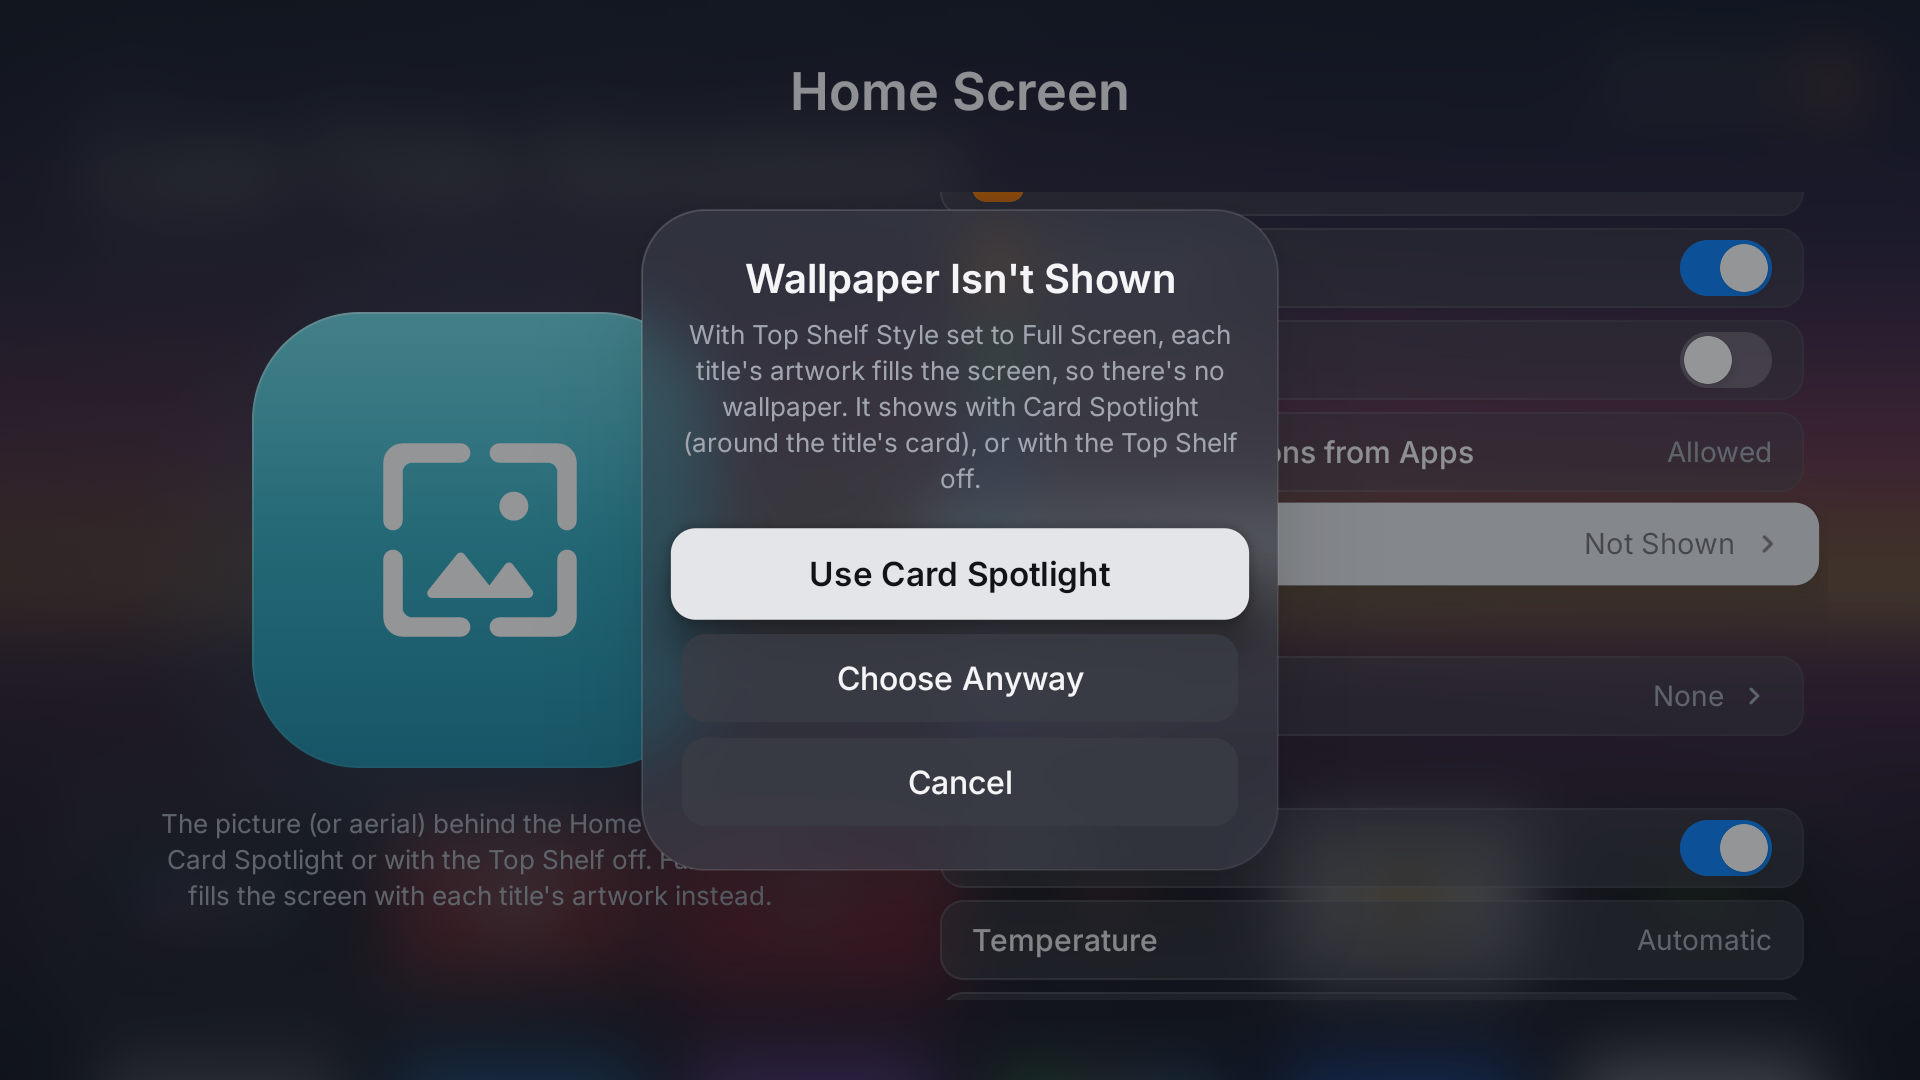 Home Screen
Wallpaper Isn't Shown
With Top Shelf Style set to Full Screen, each
title's artwork fills the screen, so there's no
wallpaper. It shows with Card Spotlight
(around the title's card), or with the Top Shelf
off.
Use Card Spotlight
Choose Anyway
Cancel
from Apps
Allowed
Not Shown
None
Temperature
Automatic
The picture (or aerial) behind the Home
Card Spotlight or with the Top Shelf off.
fills the screen with each title's artwork instead.